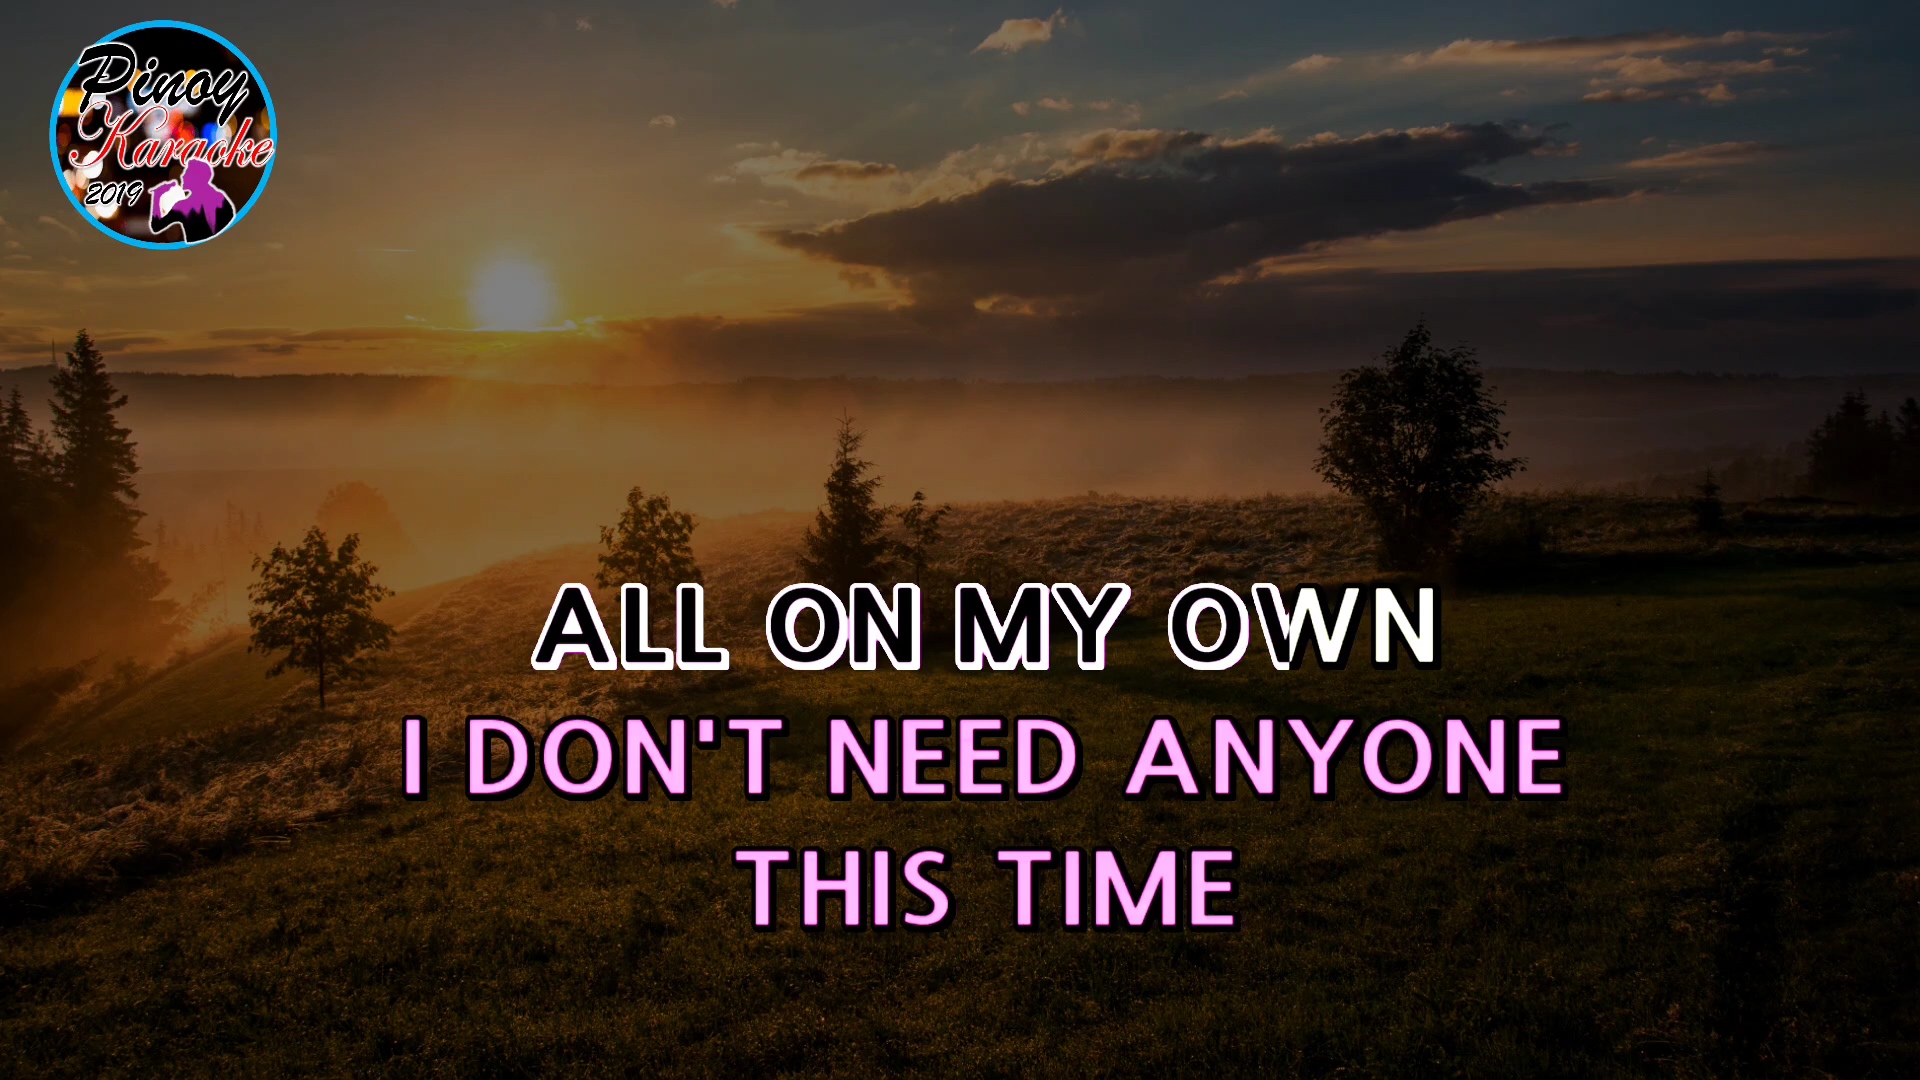 Pinoy
Karaoke
2019
ALL ON MY OWN
I DON'T NEED ANYONE
THIS TIME